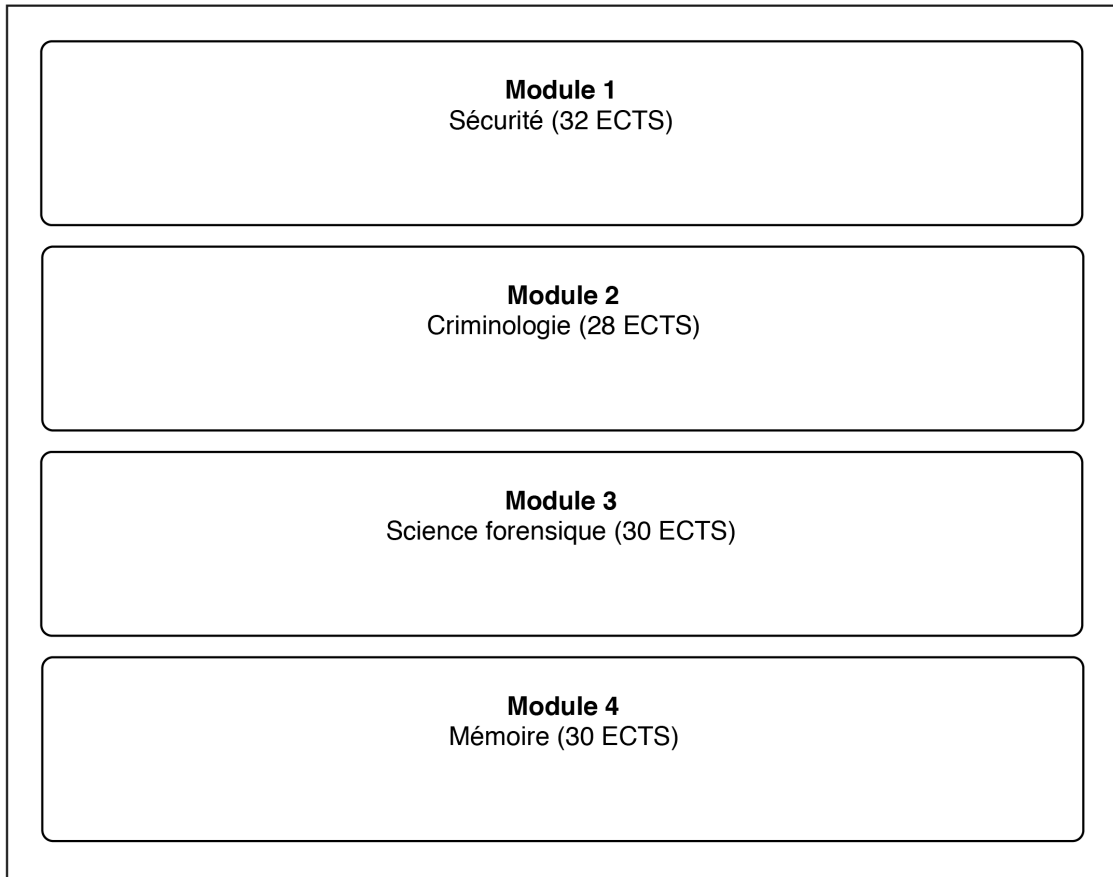 Module 1
Sécurité (32 ECTS)
Module 2
Criminologie (28 ECTS)
Module 3
Science forensique (30 ECTS)
Module 4
Mémoire (30 ECTS)